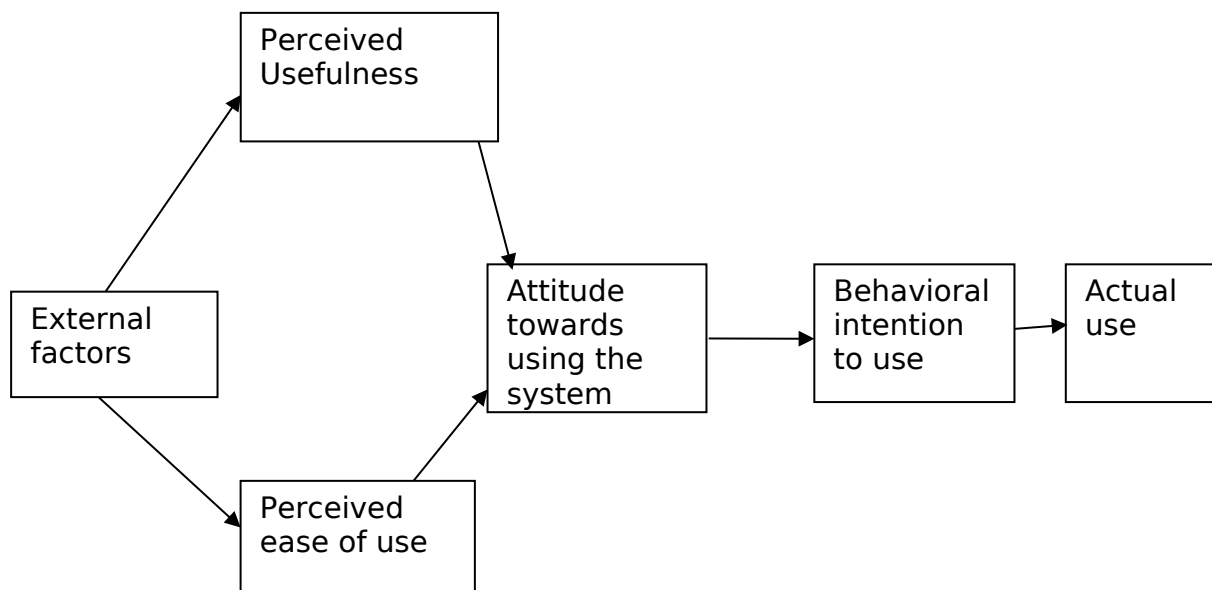 Perceived
Usefulness
External
factors
Perceived
ease of use
Attitude
towards
using the
system
Behavioral
intention
to use
Actual
use